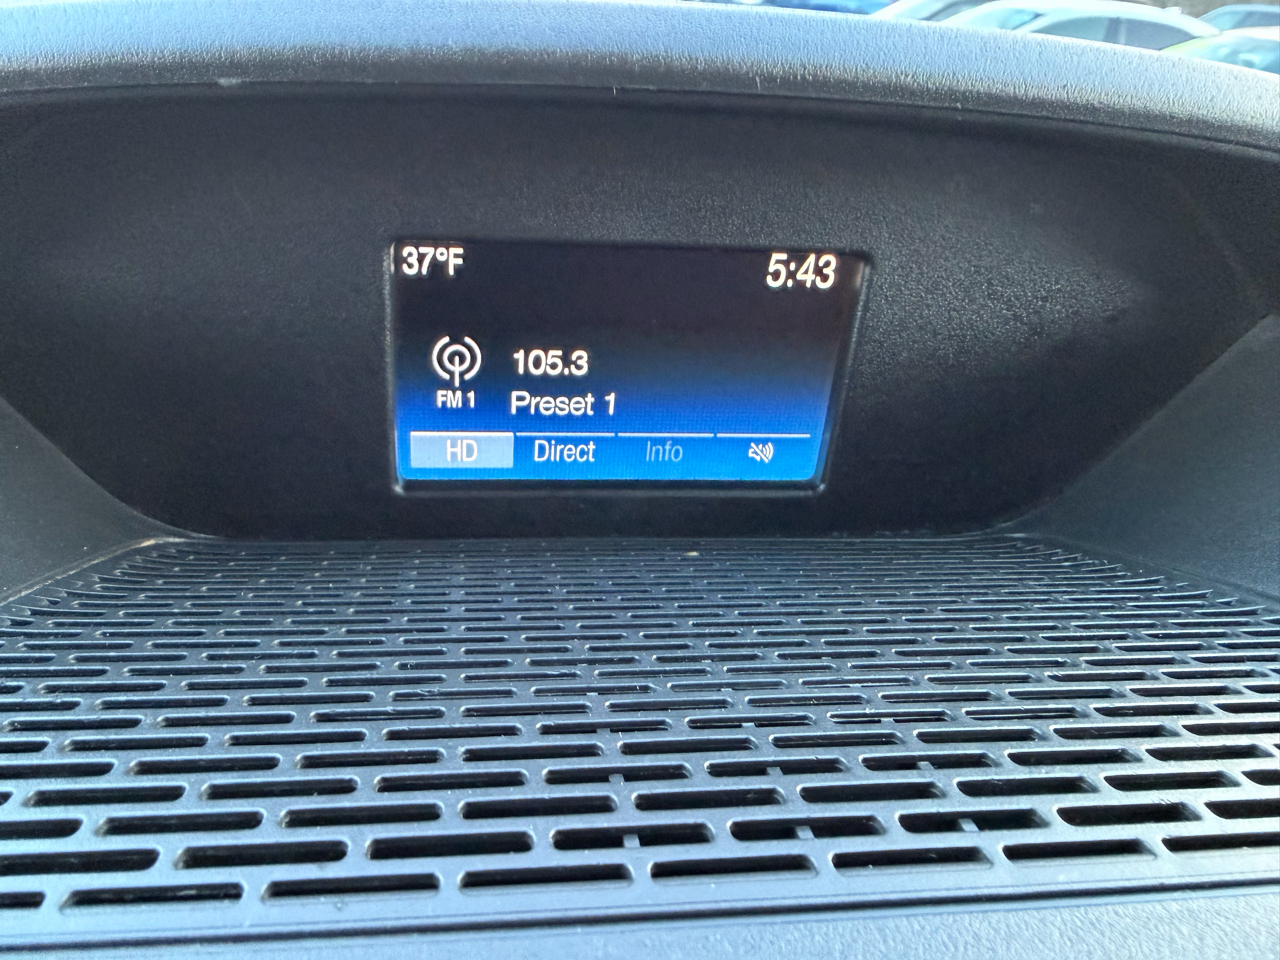 37°F 5:43
105.3
FM 1 Preset 1
HD Direct Info